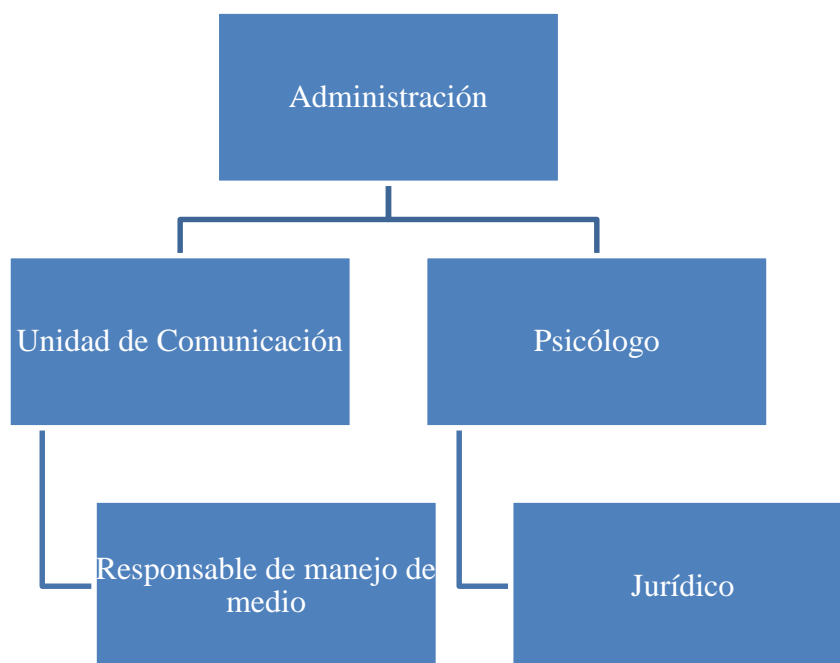 Administración
Unidad de Comunicación
Psicólogo
Responsable de manejo de
medio
Jurídico